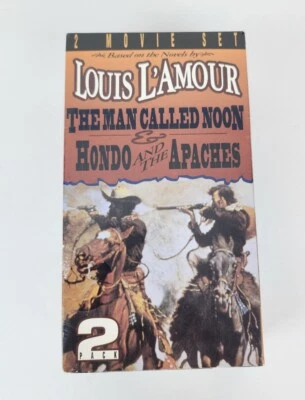 2 MOVIE SET
Based on the Novels by
LOUIS L'AMOUR
THE MAN CALLED NOON
&
HONDO AND THE APACHES
2
PACK